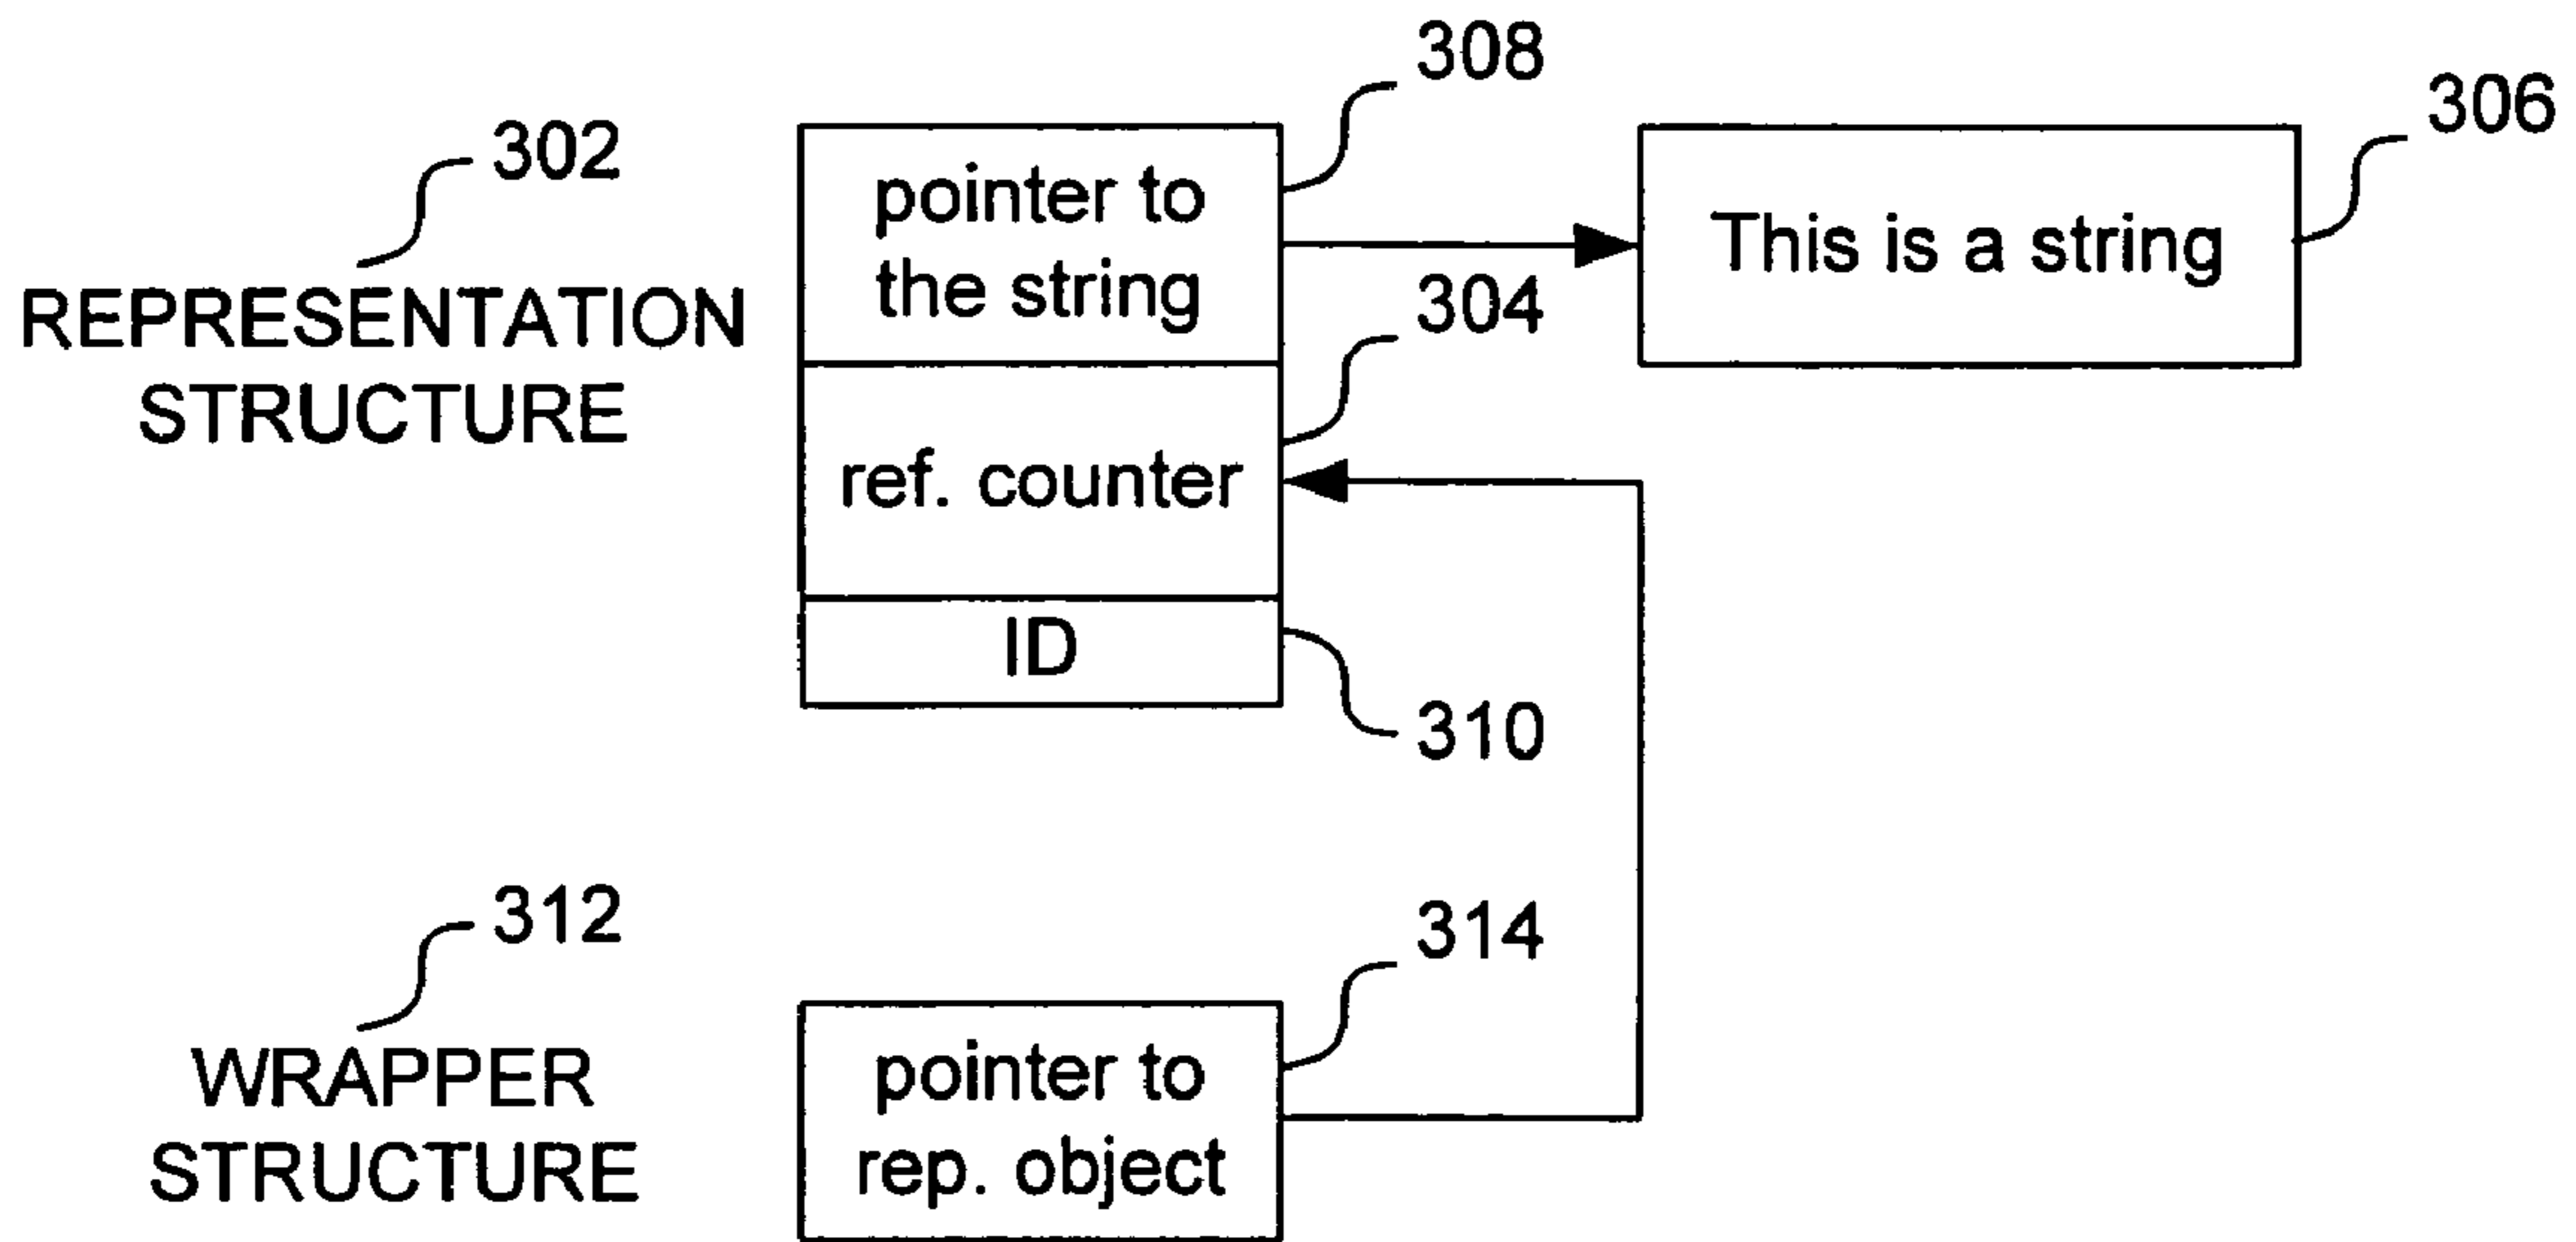 308
306
302
pointer to
the string
This is a string
REPRESENTATION
STRUCTURE
304
ref. counter
ID
310
312
314
WRAPPER
STRUCTURE
pointer to
rep. object